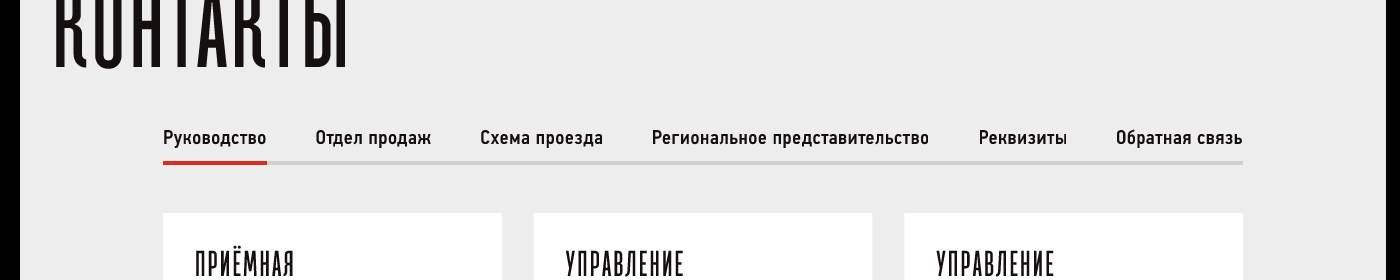 КОНТАКТЫ
Руководство Отдел продаж Схема проезда Региональное представительство Реквизиты Обратная связь
ПРИЁМНАЯ УПРАВЛЕНИЕ УПРАВЛЕНИЕ